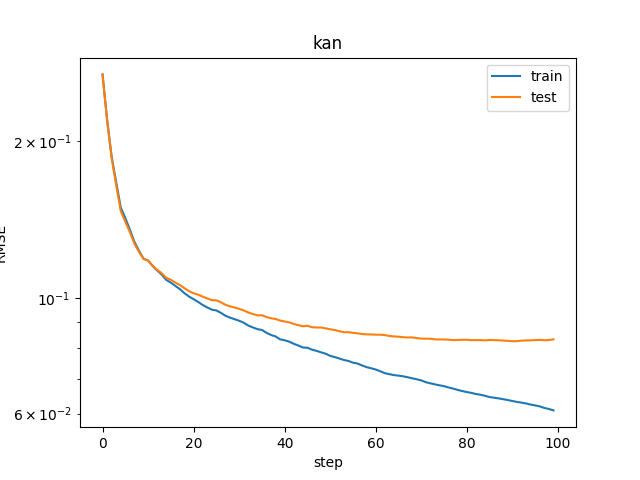 kan
train
test
2 × 10⁻¹
10⁻¹
6 × 10⁻²
RMSE
0 20 40 60 80 100
step